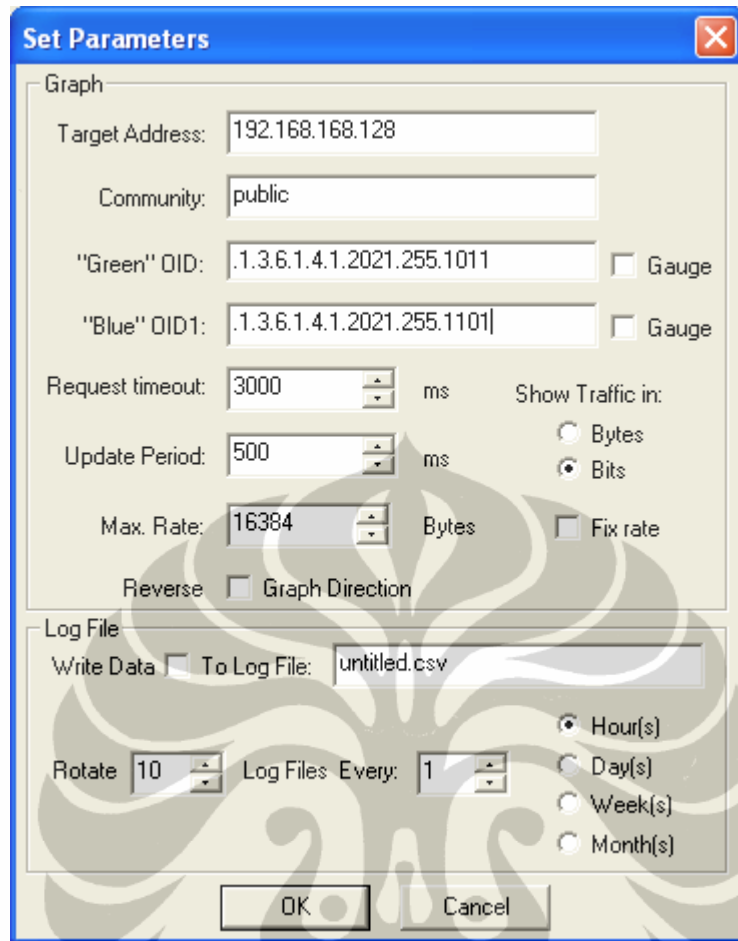 Set Parameters
Graph
Target Address: 192.168.168.128
Community: public
"Green" OID: .1.3.6.1.4.1.2021.255.1011 Gauge
"Blue" OID1: .1.3.6.1.4.1.2021.255.1101 Gauge
Request timeout: 3000 ms Show Traffic in:
Bytes
Update Period: 500 ms
Bits
Max. Rate: 16384 Bytes Fix rate
Reverse Graph Direction
Log File
Write Data To Log File: untitled.csv
Hour(s)
Rotate 10 Log Files Every: 1 Day(s)
Week(s)
Month(s)
OK Cancel